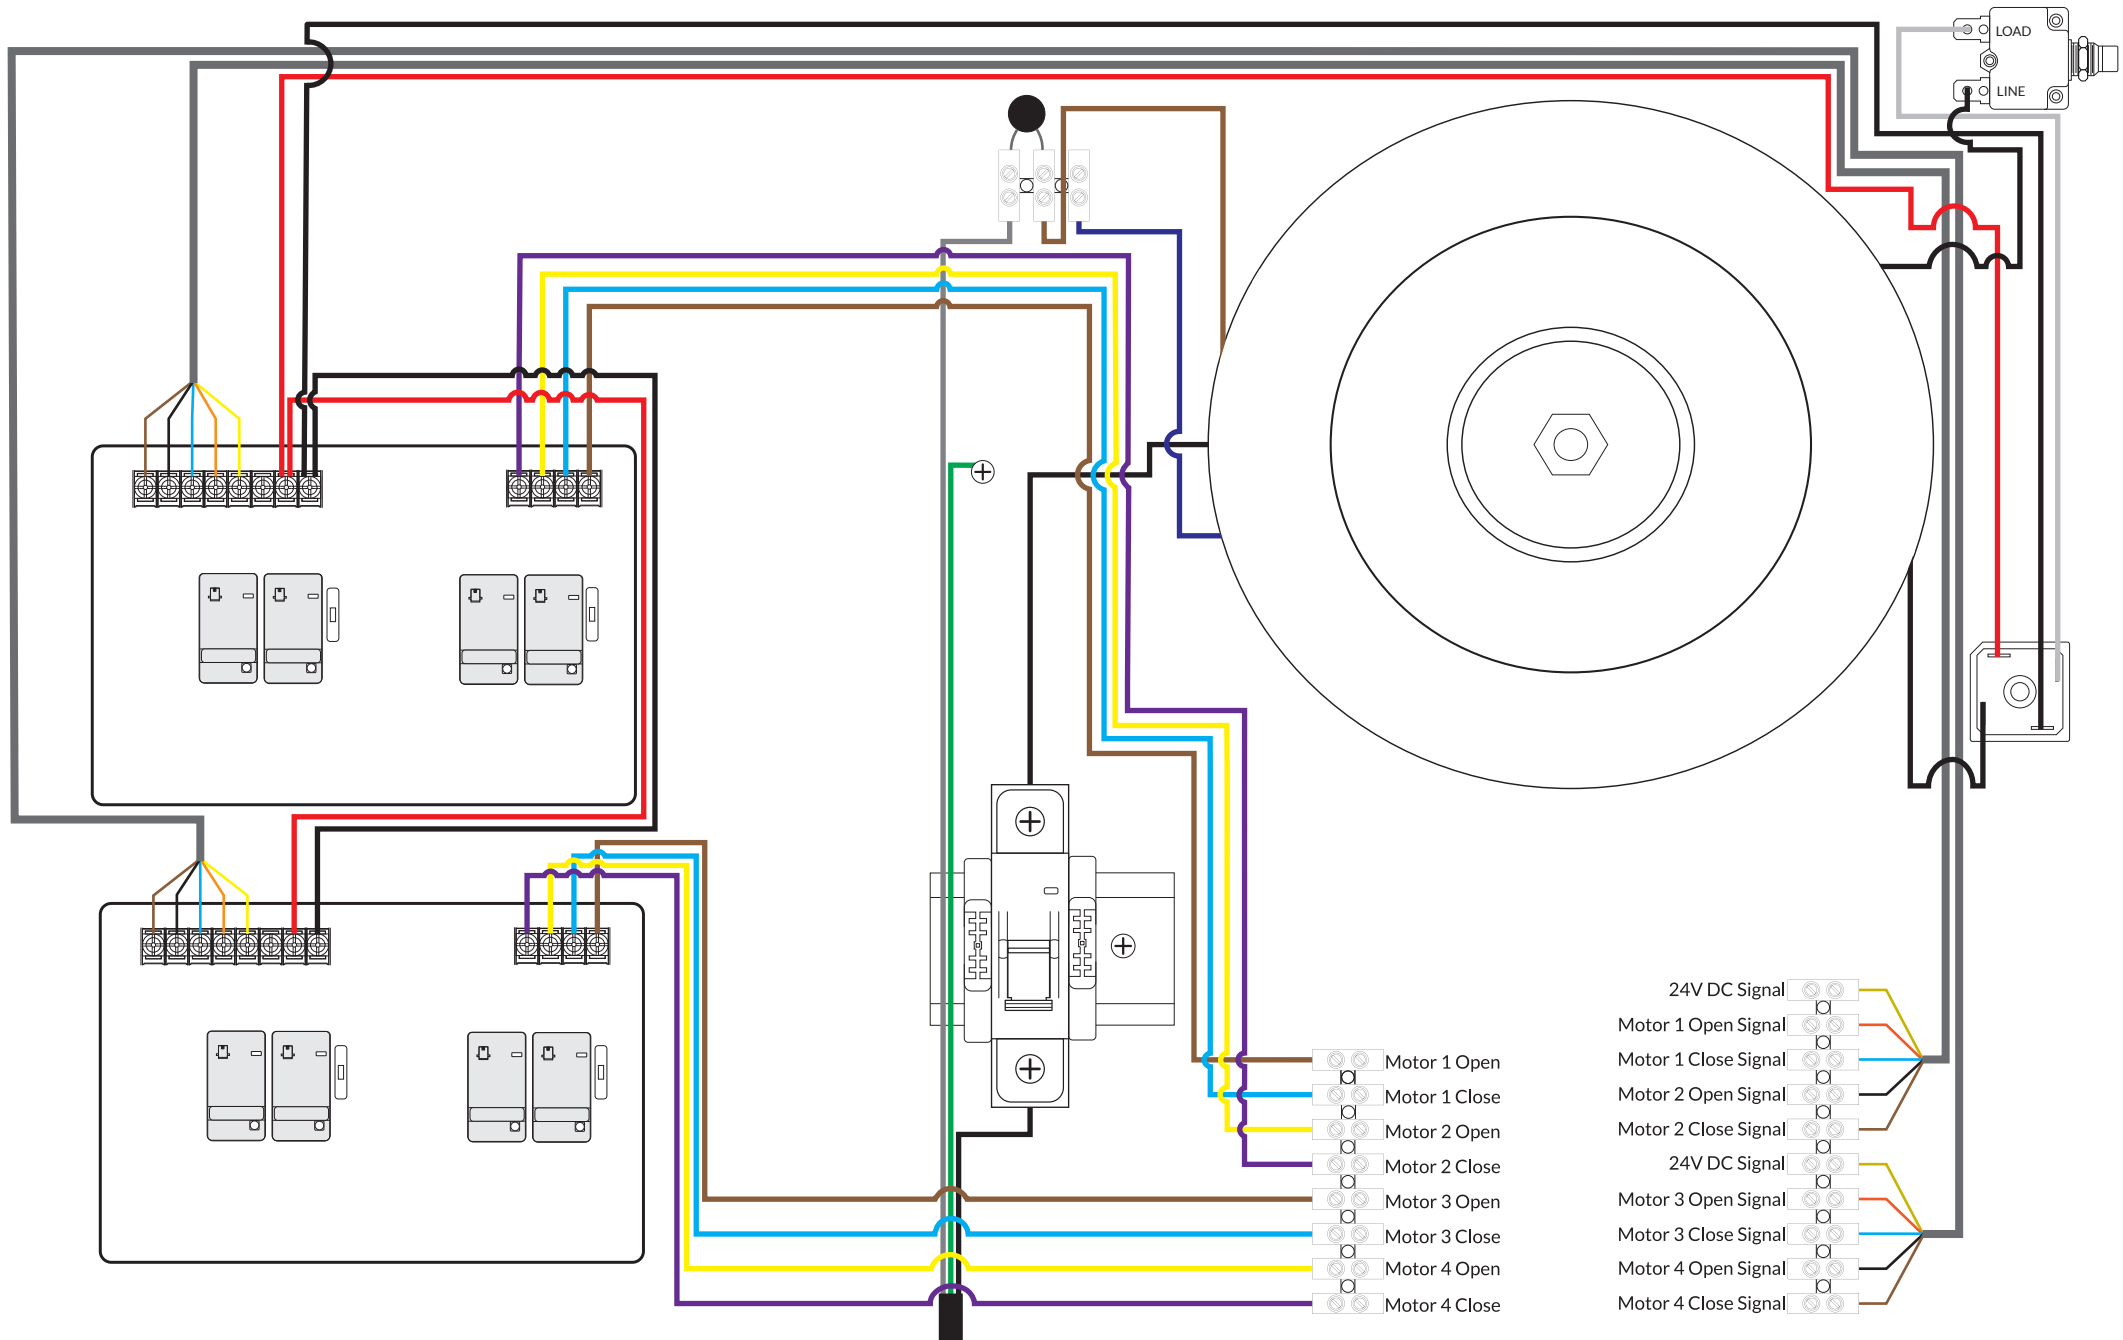 LOAD
LINE
Motor 1 Open
Motor 1 Close
Motor 2 Open
Motor 2 Close
Motor 3 Open
Motor 3 Close
Motor 4 Open
Motor 4 Close
24V DC Signal
Motor 1 Open Signal
Motor 1 Close Signal
Motor 2 Open Signal
Motor 2 Close Signal
24V DC Signal
Motor 3 Open Signal
Motor 3 Close Signal
Motor 4 Open Signal
Motor 4 Close Signal